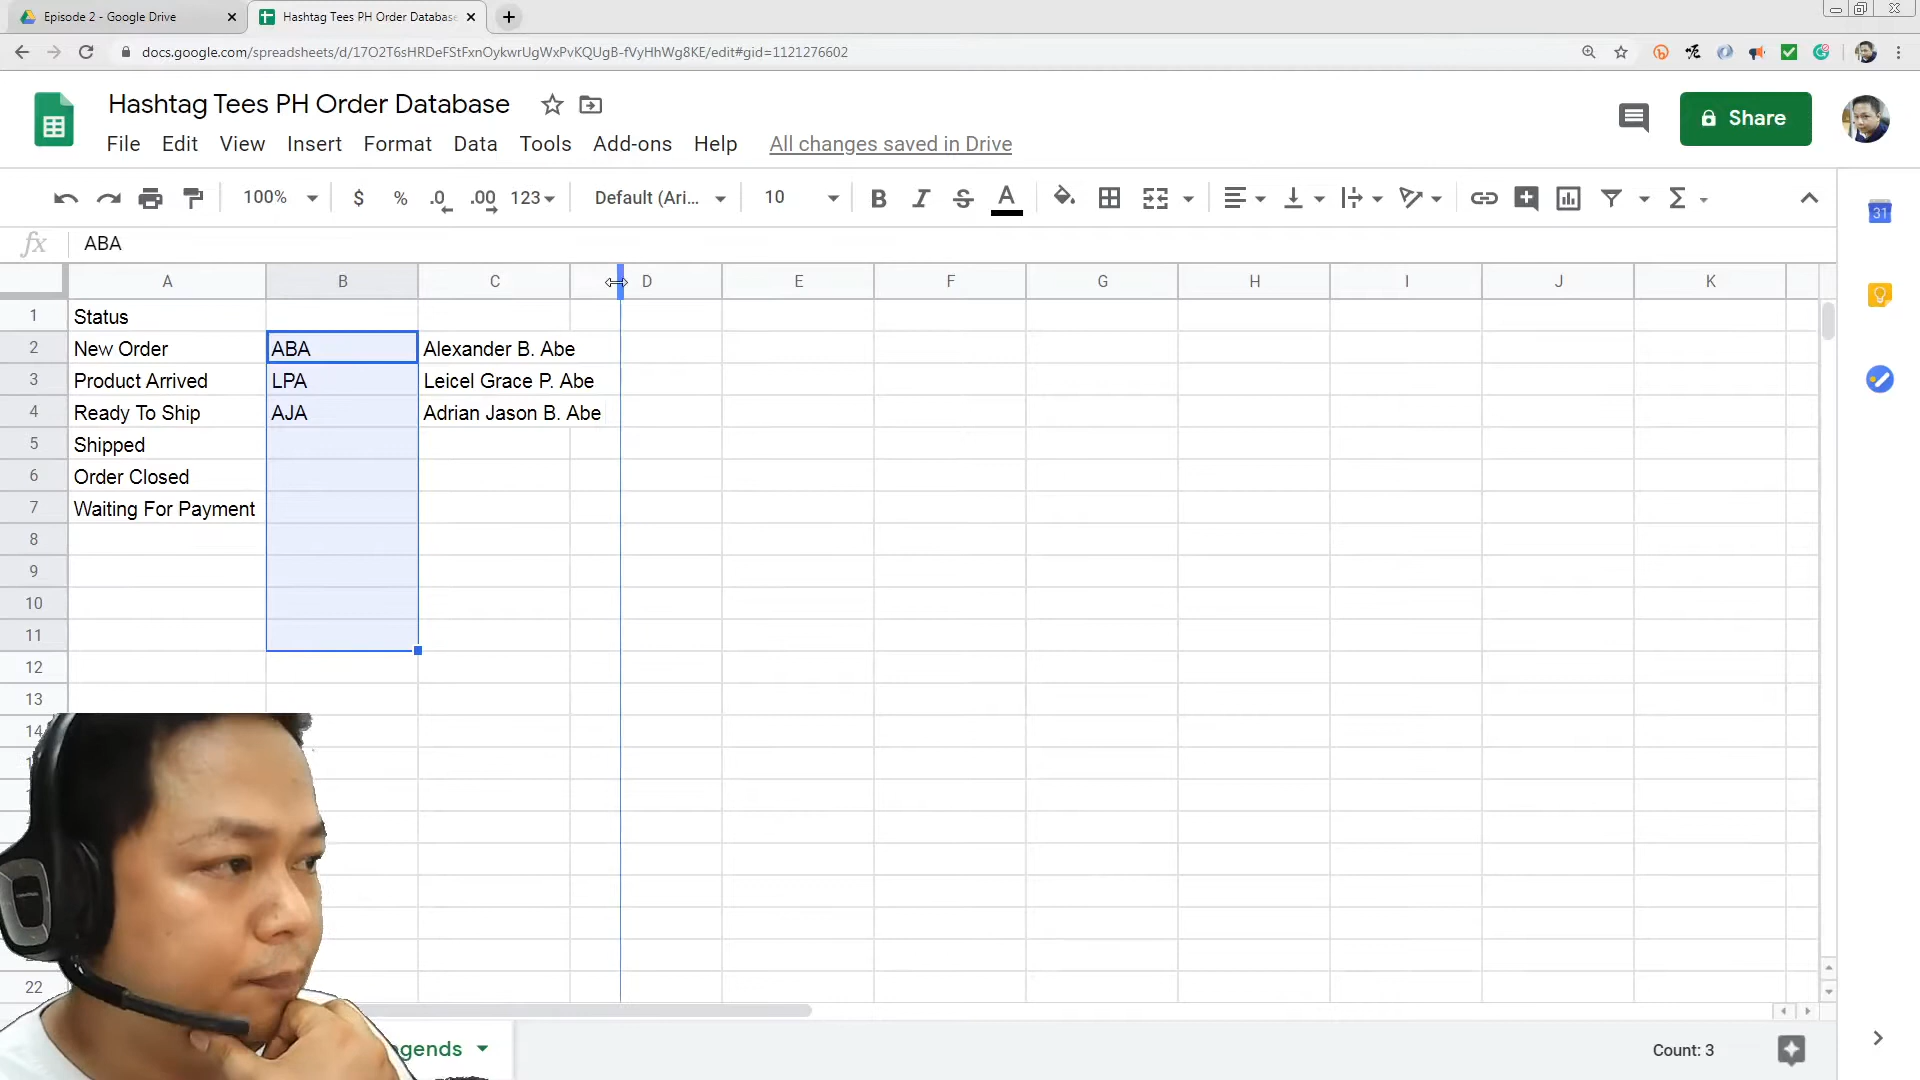 Episode 2 - Google Drive
Hashtag Tees PH Order Database
docs.google.com/spreadsheets/d/17O2T6sHRDeFStFxnOykwrUgWxPvKQUgB-fVyHhWg8KE/edit#gid=1121276602
Hashtag Tees PH Order Database
Share
File Edit View Insert Format Data Tools Add-ons Help All changes saved in Drive
100% $ % .0 .00 123 Default (Ari... 10 B I S A Σ
31
fx ABA
A B C D E F G H I J K
1 Status
2 New Order ABA Alexander B. Abe
3 Product Arrived LPA Leicel Grace P. Abe
4 Ready To Ship AJA Adrian Jason B. Abe
5 Shipped
6 Order Closed
7 Waiting For Payment
8
9
10
11
12
13
14
22
gends
Count: 3